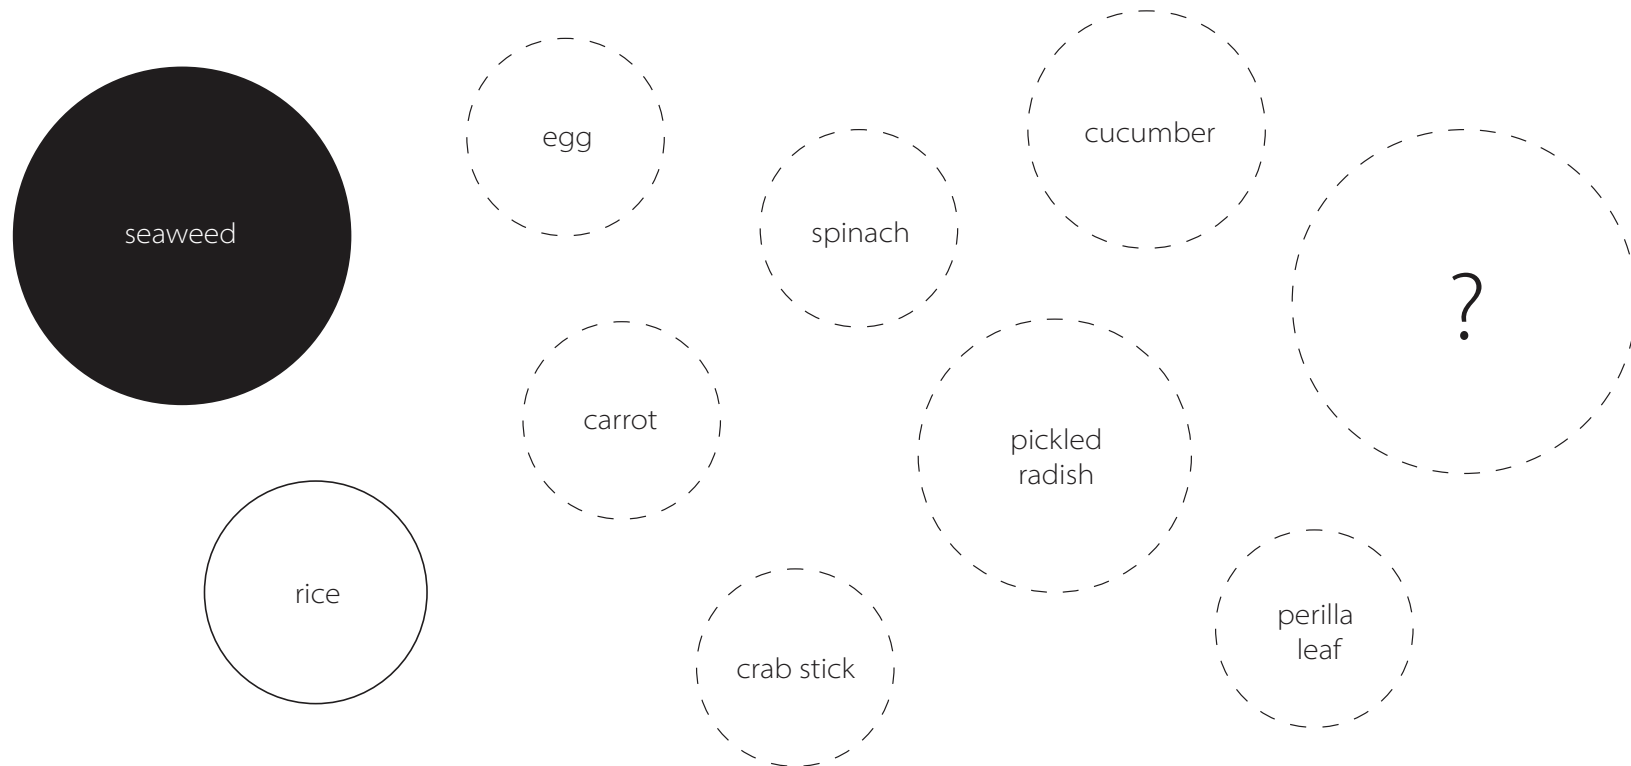 egg
cucumber
seaweed
spinach
?
carrot
pickled
radish
rice
perilla
leaf
crab stick